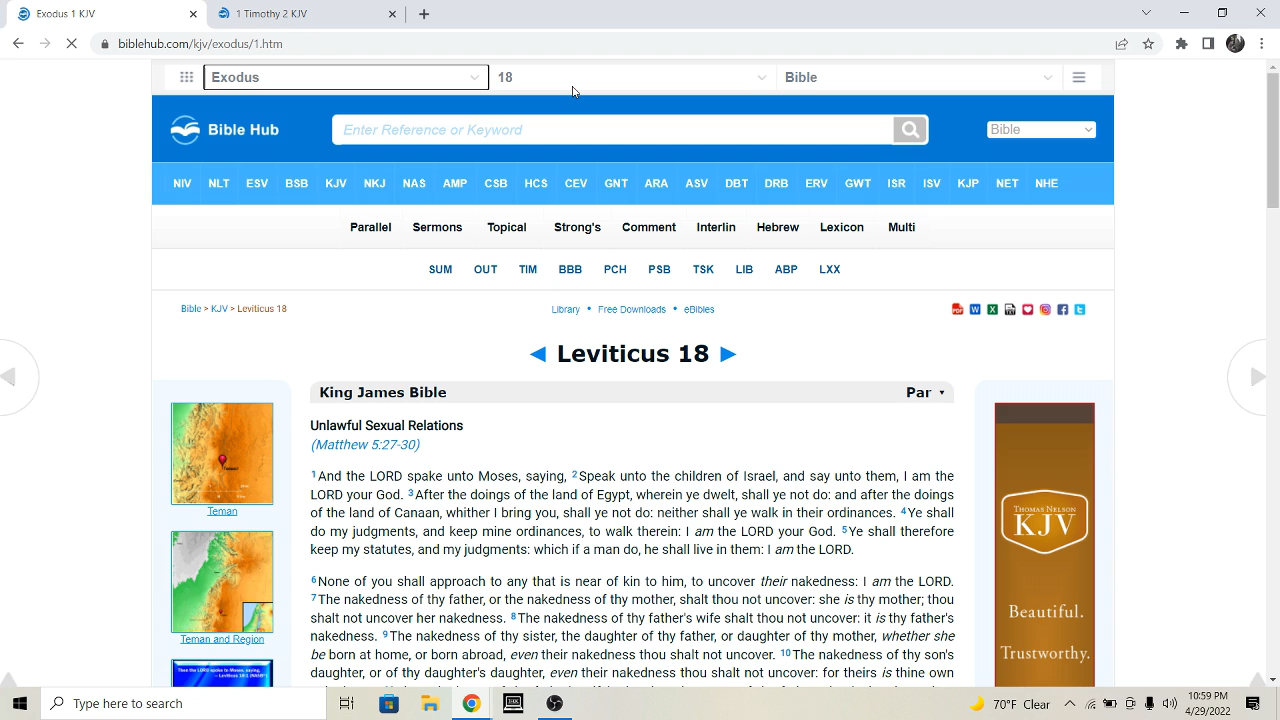 Exodus 1 KJV
Exodus 1 KJV
biblehub.com/kjv/exodus/1.htm
Exodus 18 Bible
Bible Hub Enter Reference or Keyword Bible
NIV NLT ESV BSB KJV NKJ NAS AMP CSB HCS CEV GNT ARA ASV DBT DRB ERV GWT ISR ISV KJP NET NHE
Parallel Sermons Topical Strong's Comment Interlin Hebrew Lexicon Multi
SUM OUT TIM BBB PCH PSB TSK LIB ABP LXX
Bible > KJV > Leviticus 18 Library • Free Downloads • eBibles
◄ Leviticus 18 ►
King James Bible Par ▼
Unlawful Sexual Relations
(Matthew 5:27-30)
1And the LORD spake unto Moses, saying, 2Speak unto the children of Israel, and say unto them, I am the
LORD your God. 3After the doings of the land of Egypt, wherein ye dwelt, shall ye not do: and after the doings
of the land of Canaan, whither I bring you, shall ye not do: neither shall ye walk in their ordinances. 4Ye shall
do my judgments, and keep mine ordinances, to walk therein: I am the LORD your God. 5Ye shall therefore
keep my statutes, and my judgments: which if a man do, he shall live in them: I am the LORD.
6None of you shall approach to any that is near of kin to him, to uncover their nakedness: I am the LORD.
7The nakedness of thy father, or the nakedness of thy mother, shalt thou not uncover: she is thy mother; thou
shalt not uncover her nakedness. 8The nakedness of thy father's wife shalt thou not uncover: it is thy father's
nakedness. 9The nakedness of thy sister, the daughter of thy father, or daughter of thy mother, whether she
be born at home, or born abroad, even their nakedness thou shalt not uncover. 10The nakedness of thy son's
daughter, or of thy daughter's daughter, even their nakedness thou shalt not uncover: for theirs is thine own
Teman
Teman and Region
THOMAS NELSON
KJV
Beautiful.
Trustworthy.
Type here to search
70°F
10:59 PM
4/29/2022